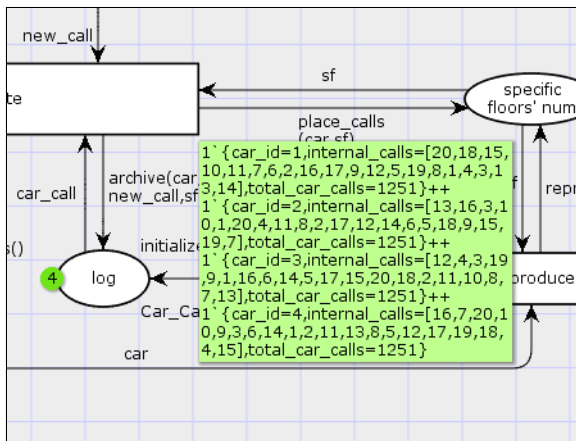 new_call
te
sf
specific
floors' num
place_calls
(car,sf)
archive(car
new_call,sf
car_call
s()
4
log
initialize
Car_Ca
f
repr
produce
car
1`{car_id=1,internal_calls=[20,18,15,
10,11,7,6,2,16,17,9,12,5,19,8,1,4,3,1
3,14],total_car_calls=1251}++
1`{car_id=2,internal_calls=[13,16,3,1
0,1,20,4,11,8,2,17,12,14,6,5,18,9,15
,19,7],total_car_calls=1251}++
1`{car_id=3,internal_calls=[12,4,3,19
,9,1,16,6,14,5,17,15,20,18,2,11,10,8,
7,13],total_car_calls=1251}++
1`{car_id=4,internal_calls=[16,7,20,1
0,9,3,6,14,1,2,11,13,8,5,12,17,19,18,
4,15],total_car_calls=1251}